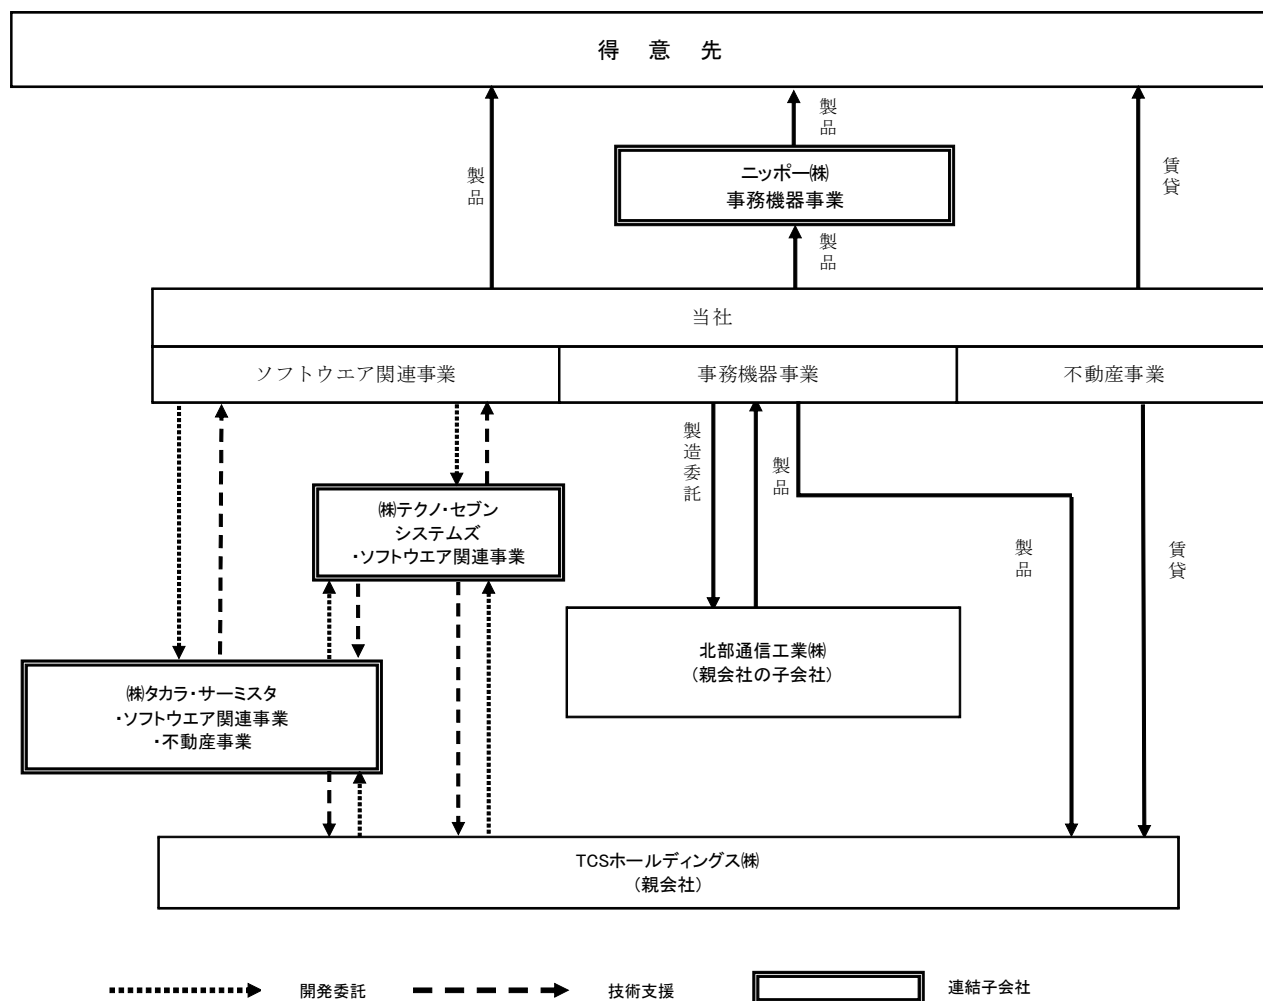 得　意　先
製品
ニッポー㈱
事務機器事業
製品
賃貸
製品
当社
ソフトウエア関連事業
事務機器事業
不動産事業
製造委託
製品
㈱テクノ・セブン
システムズ
・ソフトウエア関連事業
製品
賃貸
北部通信工業㈱
(親会社の子会社)
㈱タカラ・サーミスタ
・ソフトウエア関連事業
・不動産事業
TCSホールディングス㈱
(親会社)
開発委託
技術支援
連結子会社